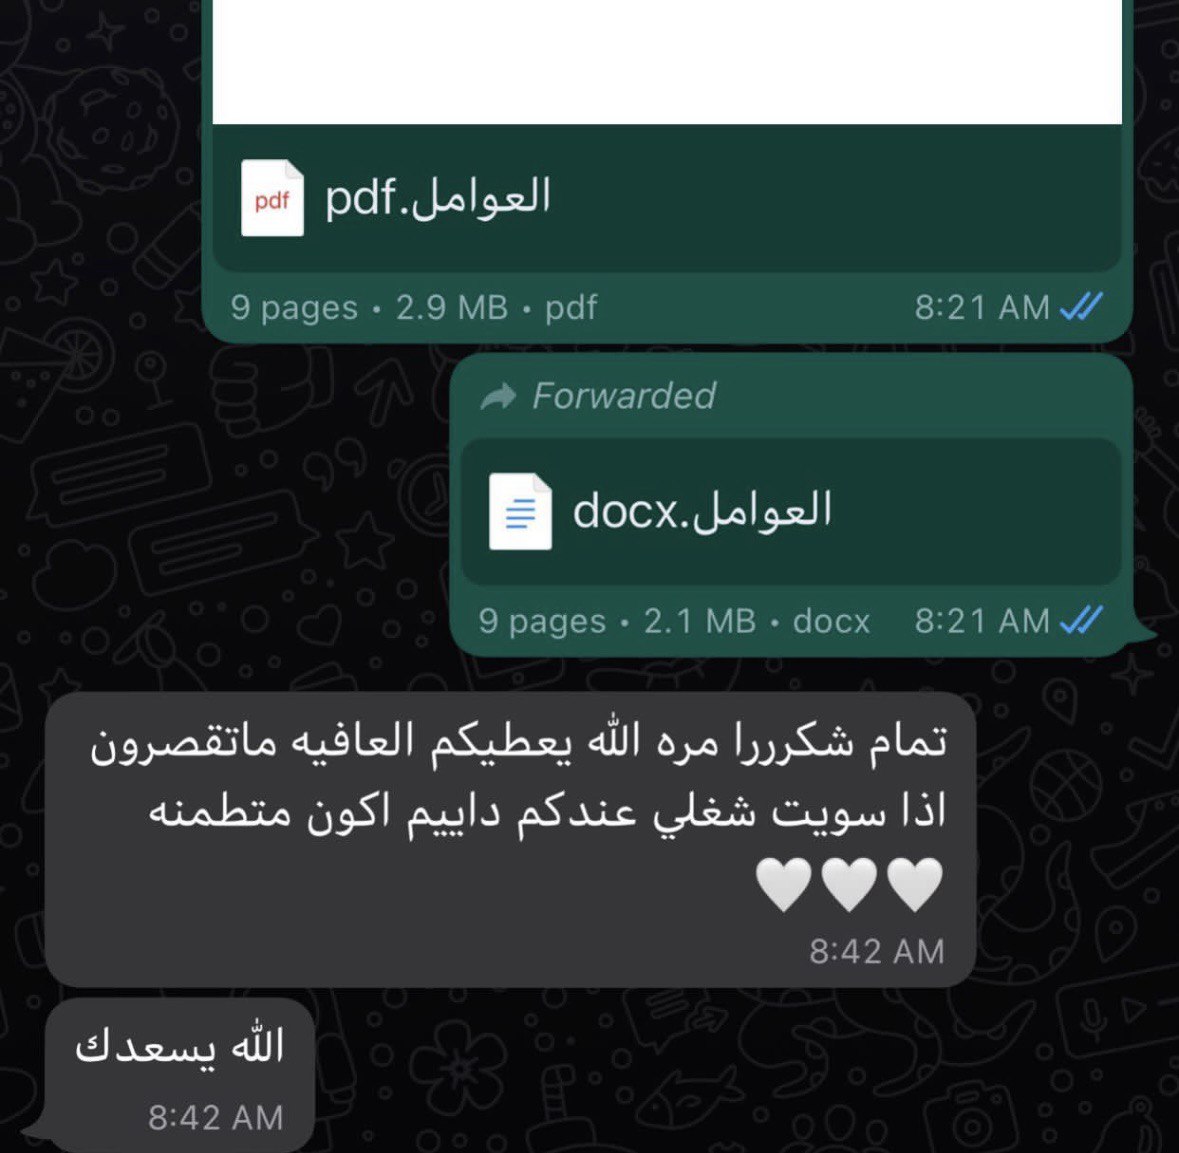 pdf
العوامل.pdf
9 pages • 2.9 MB • pdf
8:21 AM
Forwarded
العوامل.docx
9 pages • 2.1 MB • docx
8:21 AM
تمام شكرررا مره الله يعطيكم العافيه ماتقصرون
اذا سويت شغلي عندكم داييم اكون متطمنه
🤍🤍🤍
8:42 AM
الله يسعدك
8:42 AM